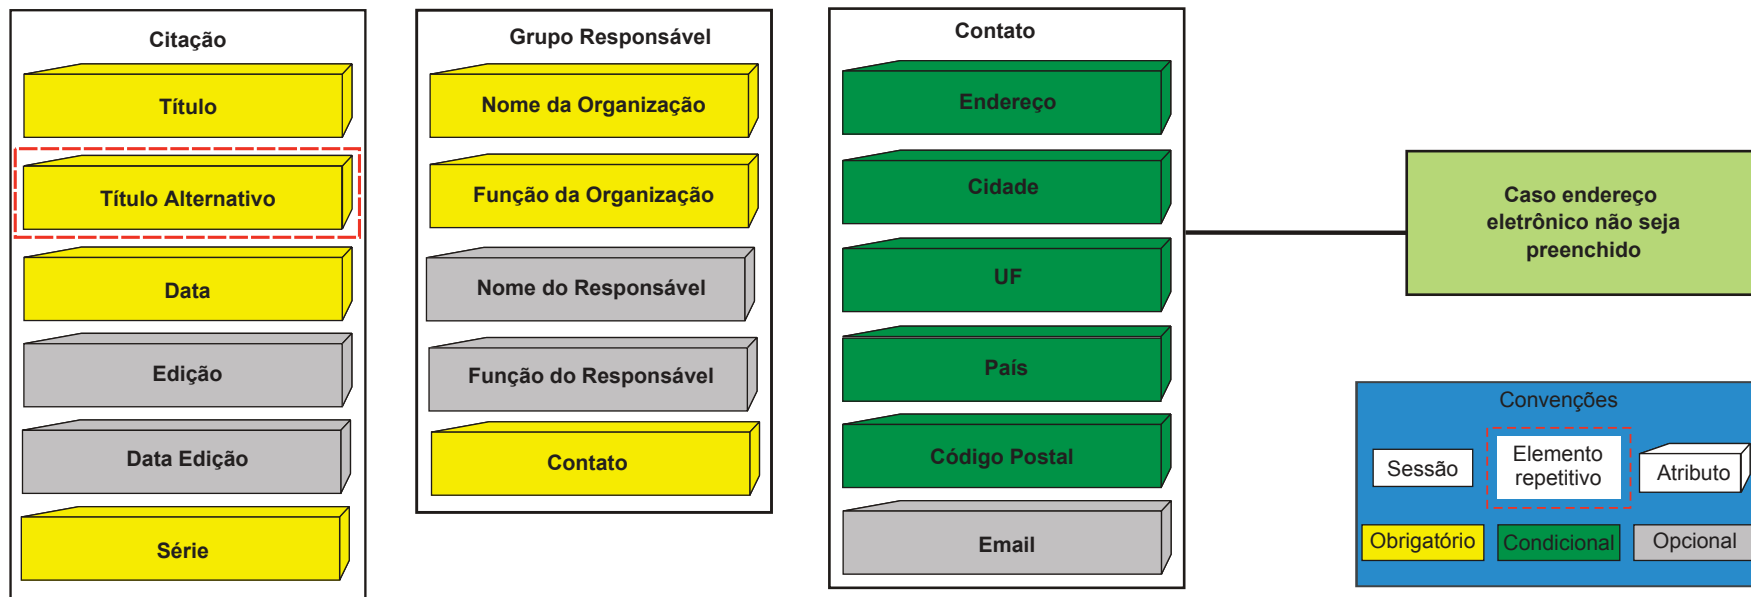 Citação
Título
Título Alternativo
Data
Edição
Data Edição
Série
Grupo Responsável
Nome da Organização
Função da Organização
Nome do Responsável
Função do Responsável
Contato
Contato
Endereço
Cidade
UF
País
Código Postal
Email
Caso endereço
eletrônico não seja
preenchido
Convenções
Sessão
Elemento
repetitivo
Atributo
Obrigatório
Condicional
Opcional